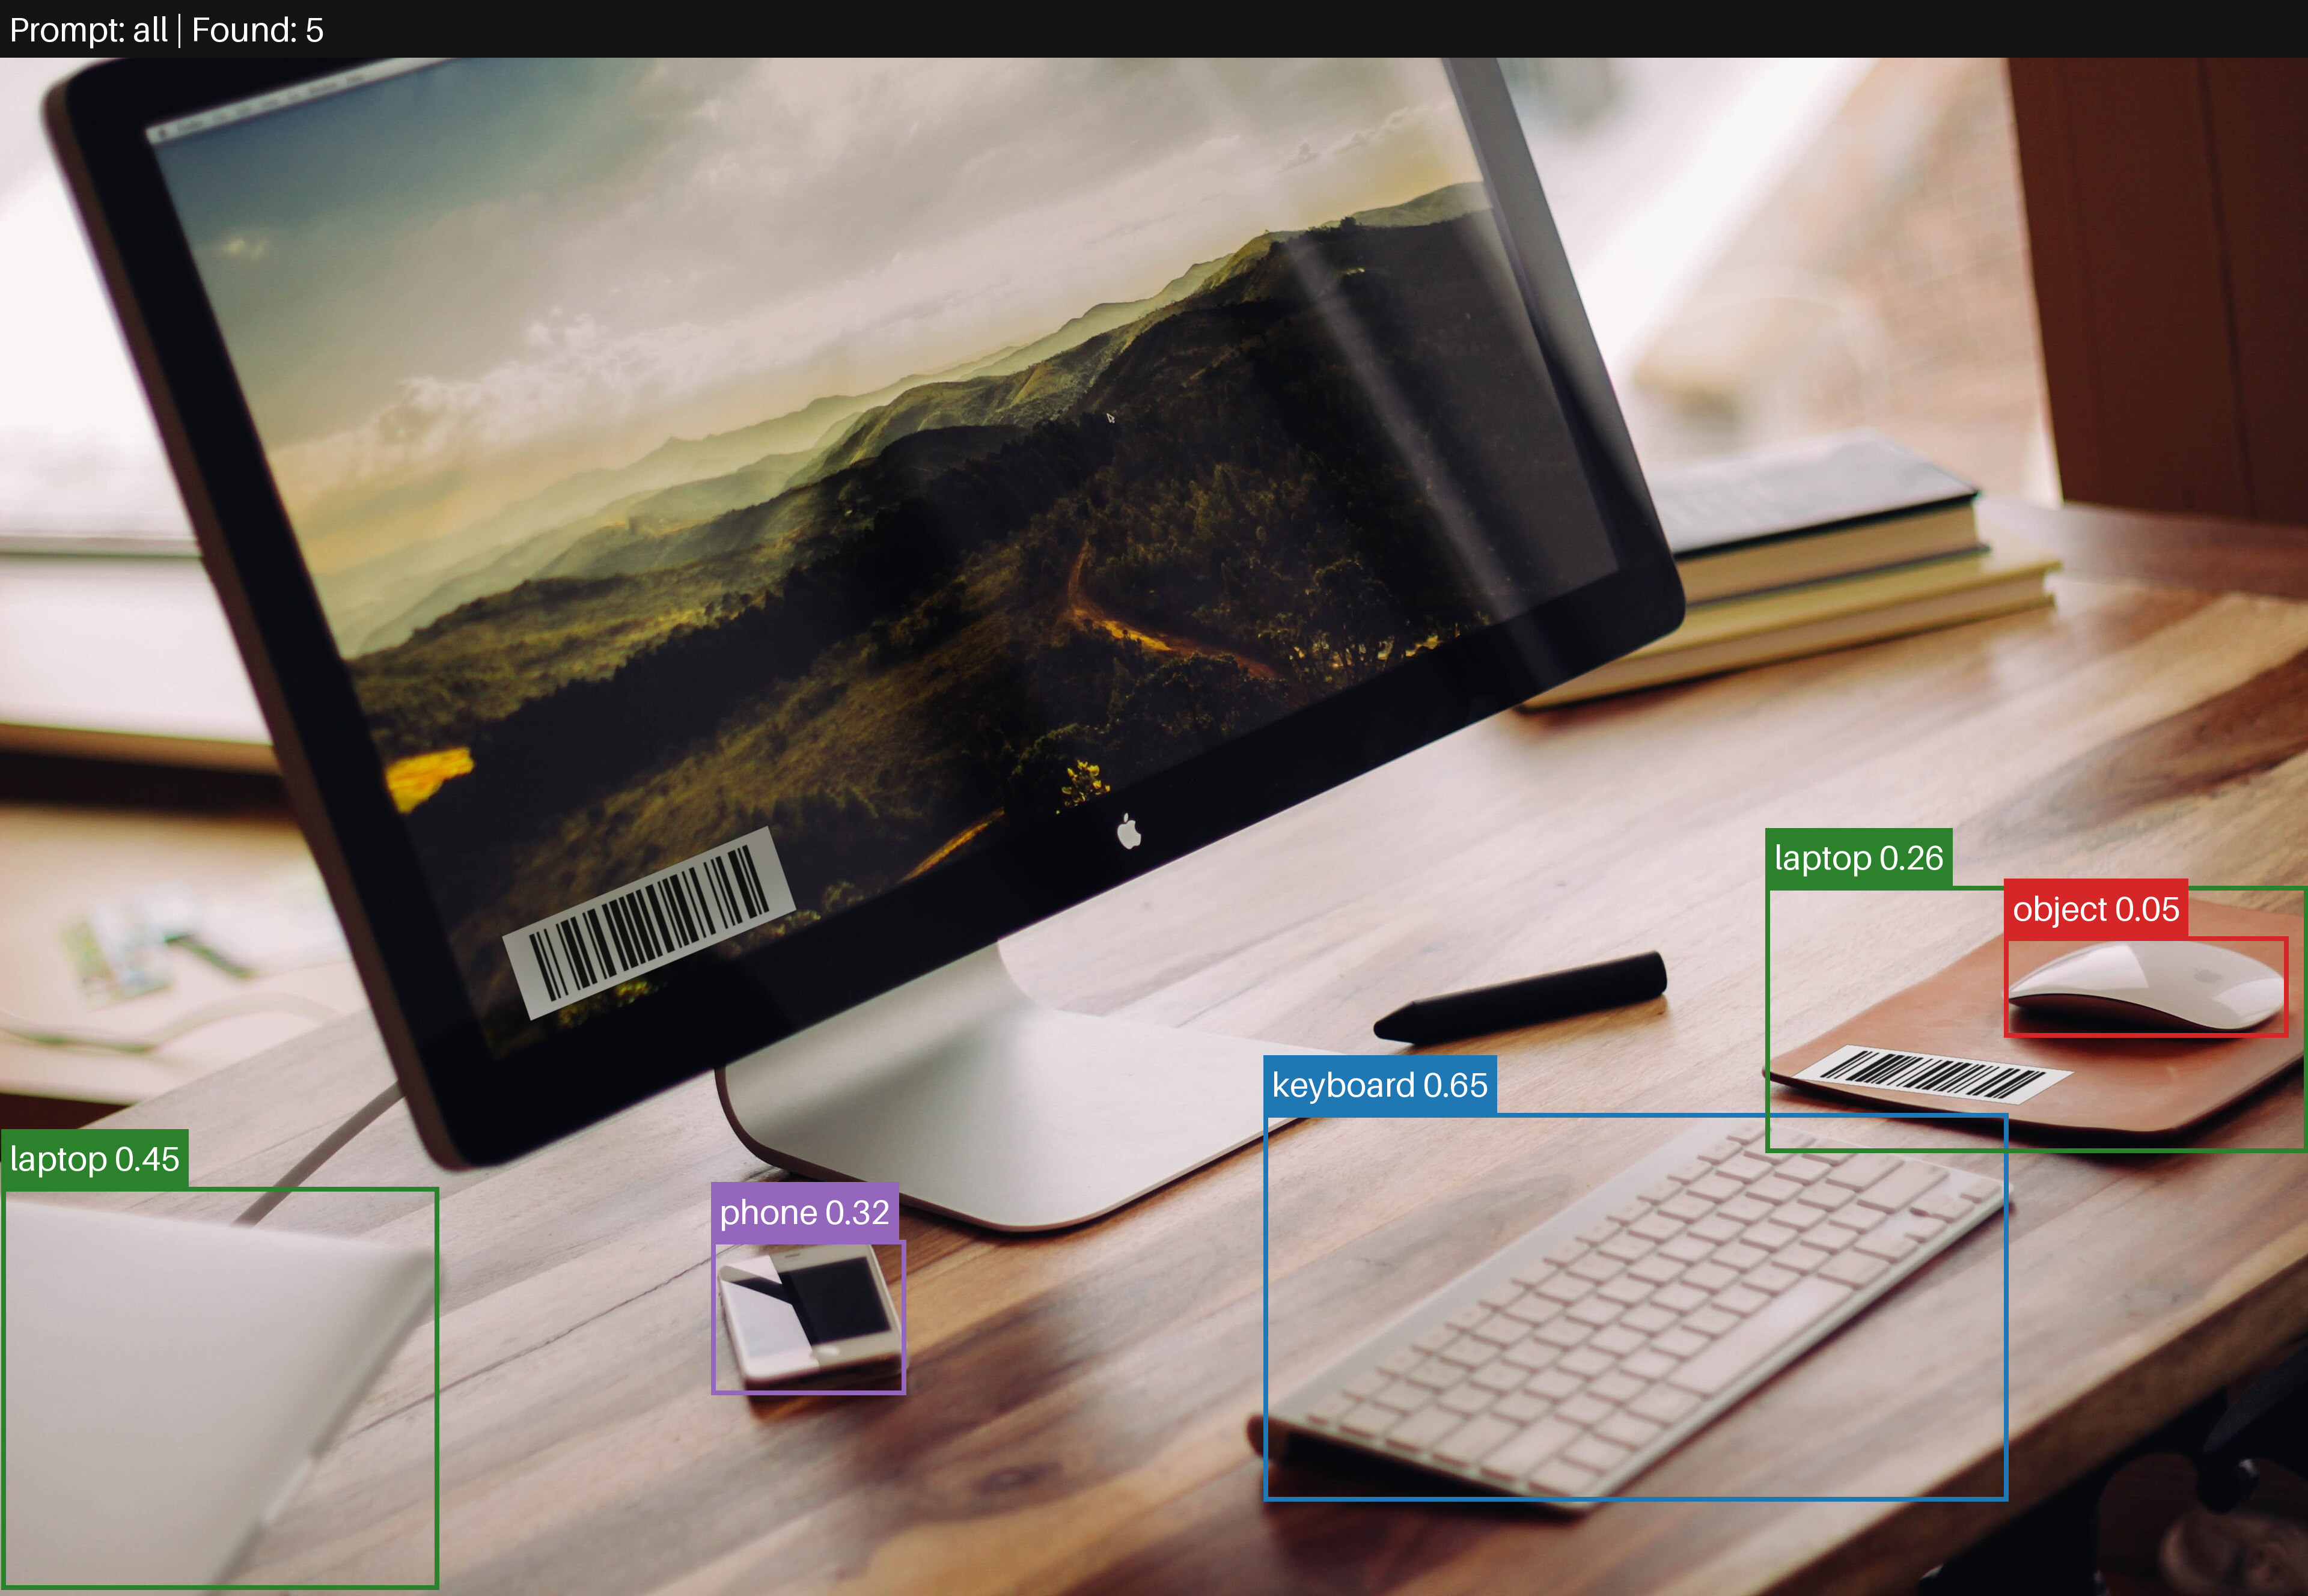 Prompt: all | Found: 5
laptop 0.26
object 0.05
keyboard 0.65
laptop 0.45
phone 0.32